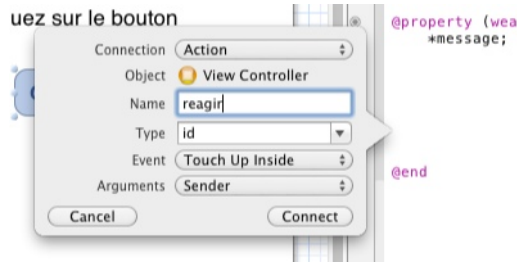 uez sur le bouton
@property (wea
*message;
Connection Action
Object View Controller
Name reagir
Type id
Event Touch Up Inside
Arguments Sender
@end
Cancel Connect